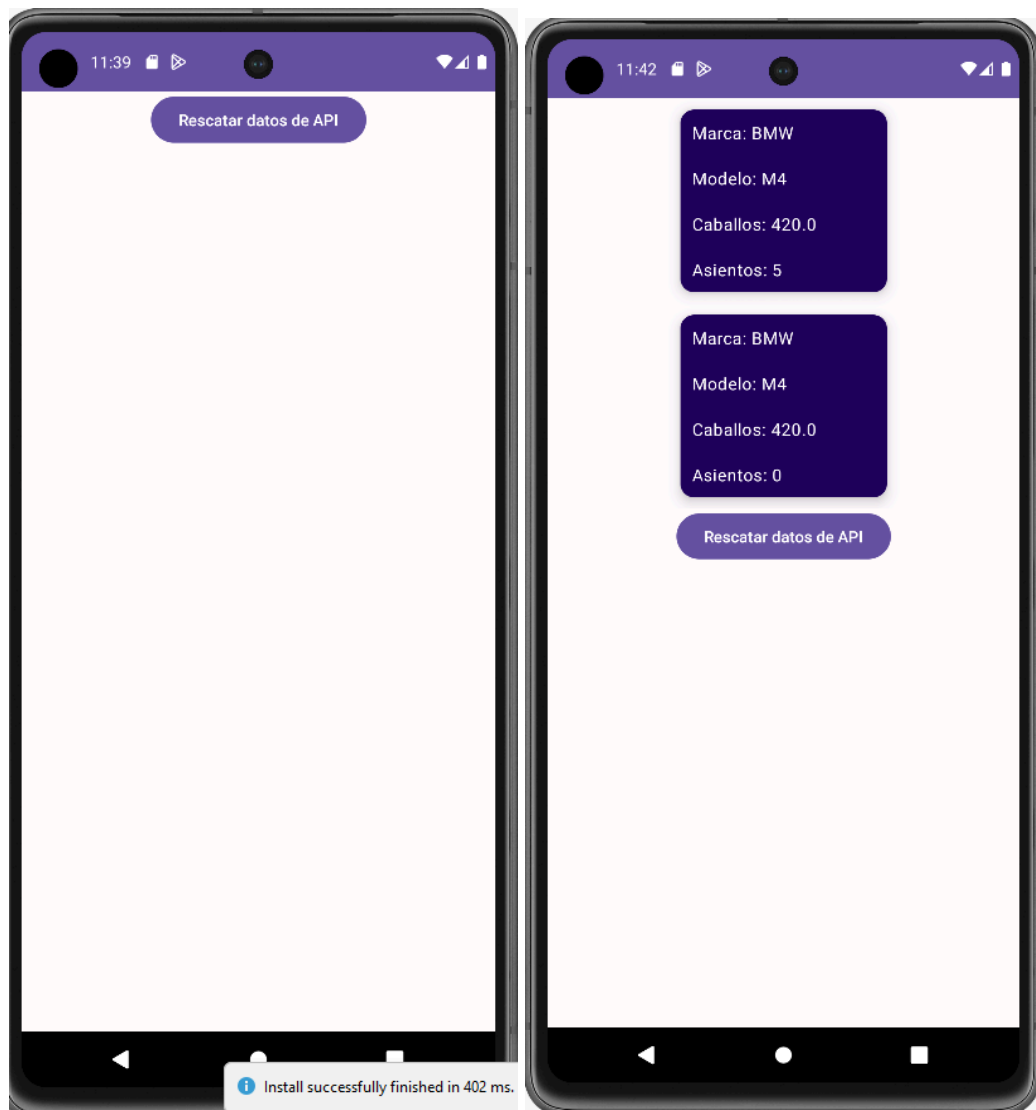 11:39
Rescatar datos de API
Install successfully finished in 402 ms.
11:42
Marca: BMW
Modelo: M4
Caballos: 420.0
Asientos: 5
Marca: BMW
Modelo: M4
Caballos: 420.0
Asientos: 0
Rescatar datos de API